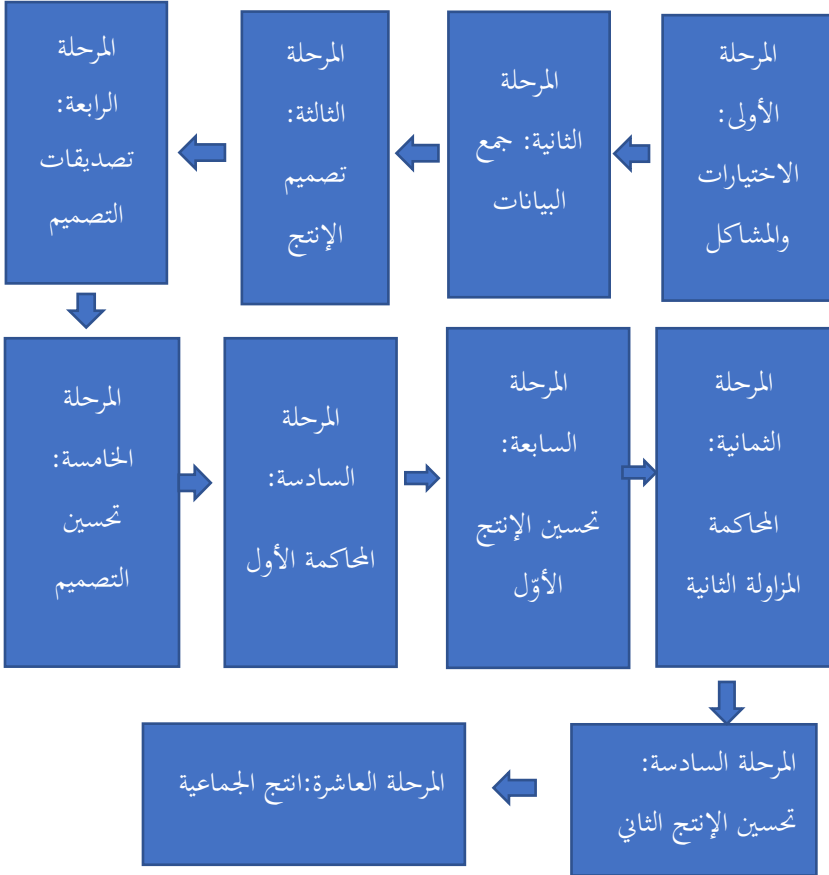 المرحلة
الأولى:
الاختيارات
والمشاكل
المرحلة
الثانية: جمع
البيانات
المرحلة
الثالثة:
تصميم
الإنتج
المرحلة
الرابعة:
تصديقات
التصميم
المرحلة
الخامسة:
تحسين
التصميم
المرحلة
السادسة:
المحاكمة الأول
المرحلة
السابعة:
تحسين الإنتج
الأوّل
المرحلة
الثمانية:
المحاكمة
المزاولة الثانية
المرحلة السادسة:
تحسين الإنتج الثاني
المرحلة العاشرة:انتج الجماعية